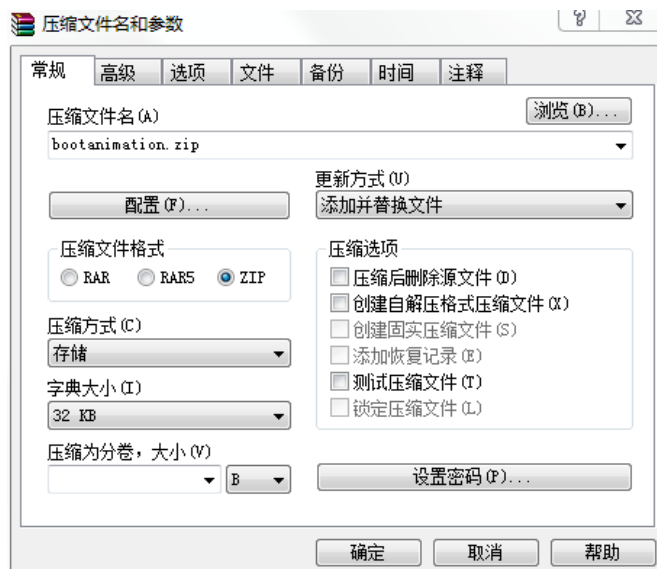 压缩文件名和参数
常规 高级 选项 文件 备份 时间 注释
压缩文件名(A)
浏览(B)...
bootanimation.zip
更新方式(U)
配置(F)...
添加并替换文件
压缩文件格式
RAR RAR5 ZIP
压缩选项
压缩后删除源文件(D)
创建自解压格式压缩文件(X)
创建固实压缩文件(S)
添加恢复记录(E)
测试压缩文件(T)
锁定压缩文件(L)
压缩方式(C)
存储
字典大小(I)
32 KB
压缩为分卷，大小(V)
B
设置密码(P)...
确定 取消 帮助